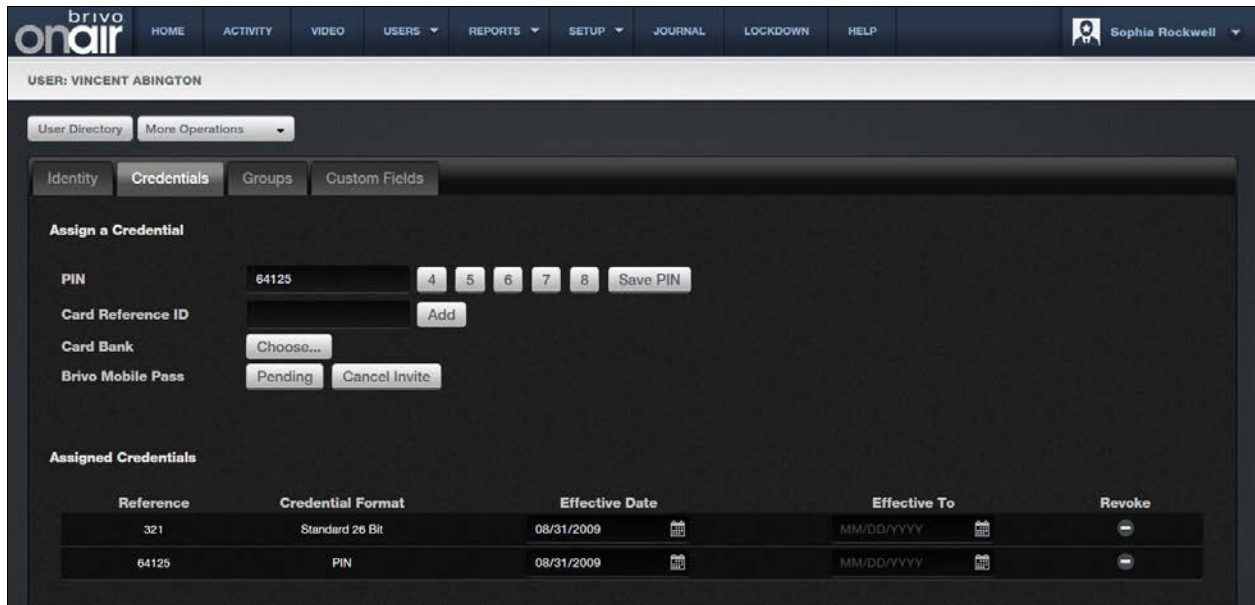 brivo
onair HOME ACTIVITY VIDEO USERS REPORTS SETUP JOURNAL LOCKDOWN HELP Sophia Rockwell
USER: VINCENT ABINGTON
User Directory More Operations
Identity Credentials Groups Custom Fields
Assign a Credential
PIN 64125 4 5 6 7 8 Save PIN
Card Reference ID Add
Card Bank Choose...
Brivo Mobile Pass Pending Cancel Invite
Assigned Credentials
Reference Credential Format Effective Date Effective To Revoke
321 Standard 26 Bit 08/31/2009 MM/DD/YYYY
64125 PIN 08/31/2009 MM/DD/YYYY